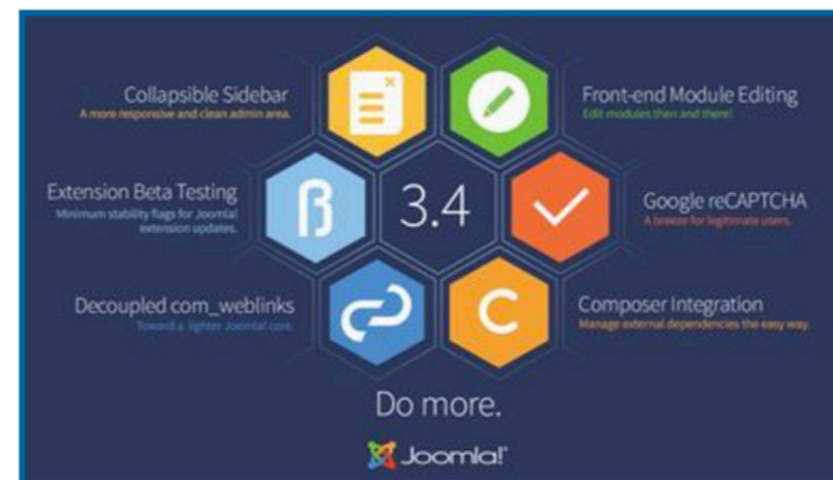 Collapsible Sidebar
A more responsive and clean admin area.
Front-end Module Editing
Edit modules then and there!
Extension Beta Testing
Minimum stability flags for Joomla!
extension updates.
β
3.4
Google reCAPTCHA
A breeze for legitimate users.
Decoupled com_weblinks
Toward a lighter Joomla! core.
C
Composer Integration
Manage external dependencies the easy way.
Do more.
Joomla!®